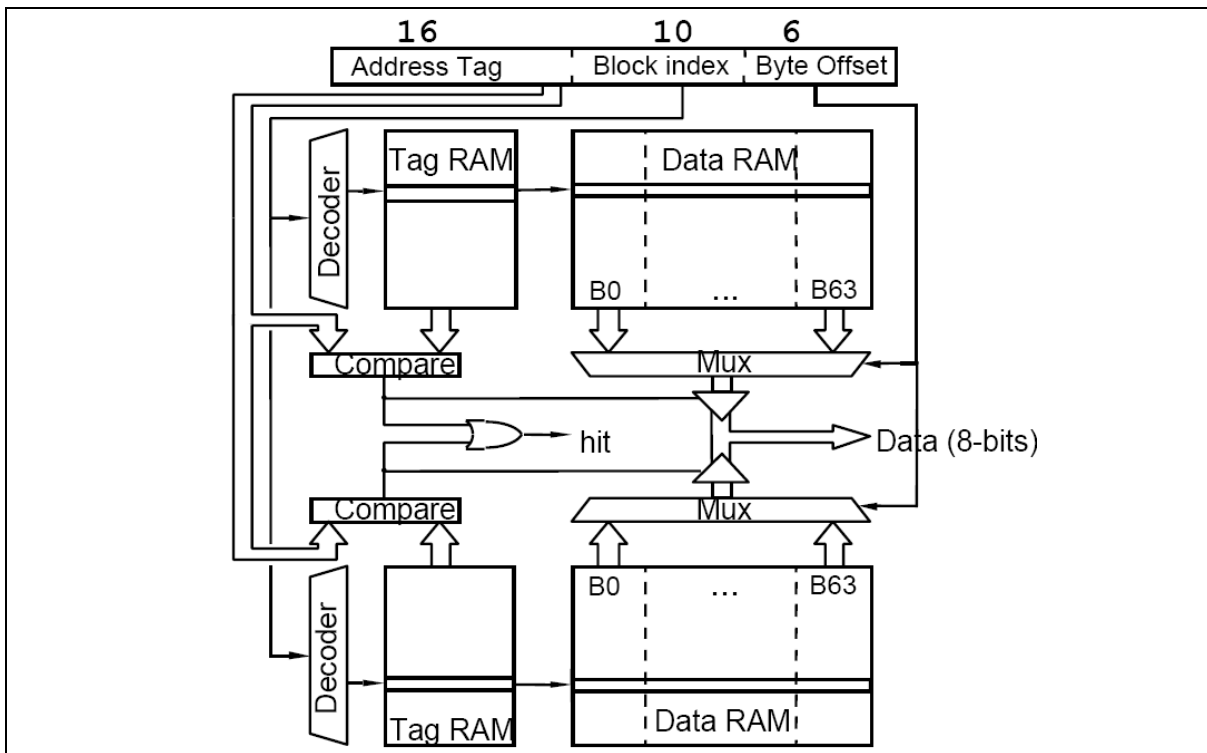 16 10 6
Address Tag Block index Byte Offset
Decoder
Tag RAM
Data RAM
B0 ... B63
Compare
Mux
hit
Data (8-bits)
Compare
Mux
B0 ... B63
Decoder
Tag RAM
Data RAM